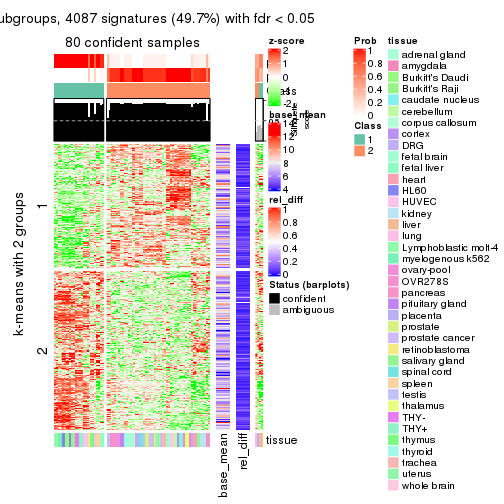 ubgroups, 4087 signatures (49.7%) with fdr < 0.05
80 confident samples
k-means with 2 groups
1
2
base_mean
rel_diff
tissue
z-score
2
1
0
-1
-2
base_mean
14
12
10
8
6
4
rel_diff
1
0.8
0.6
0.4
0.2
0
Status (barplots)
confident
ambiguous
Prob
1
0.8
0.6
0.4
0.2
0
Class
1
2
tissue
adrenal gland
amygdala
Burkitt's Daudi
Burkitt's Raji
caudate nucleus
cerebellum
corpus callosum
cortex
DRG
fetal brain
fetal liver
heart
HL60
HUVEC
kidney
liver
lung
Lymphoblastic molt-4
myelogenous k562
ovary-pool
OVR278S
pancreas
pituitary gland
placenta
prostate
prostate cancer
retinoblastoma
salivary gland
spinal cord
spleen
testis
thalamus
THY-
THY+
thymus
thyroid
trachea
uterus
whole brain